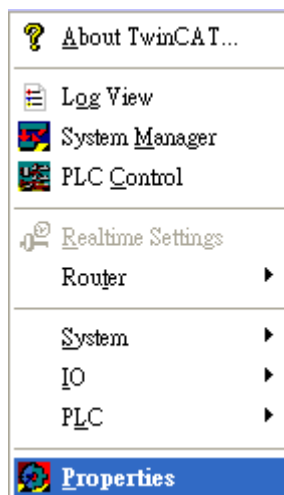 About TwinCAT...
Log View
System Manager
PLC Control
Realtime Settings
Router
System
IO
PLC
Properties